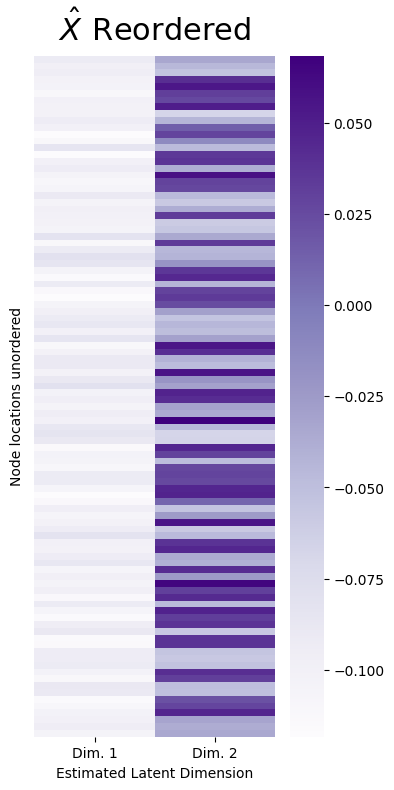 X̂ Reordered
0.050
0.025
0.000
−0.025
−0.050
−0.075
−0.100
Node locations unordered
Dim. 1 Dim. 2
Estimated Latent Dimension